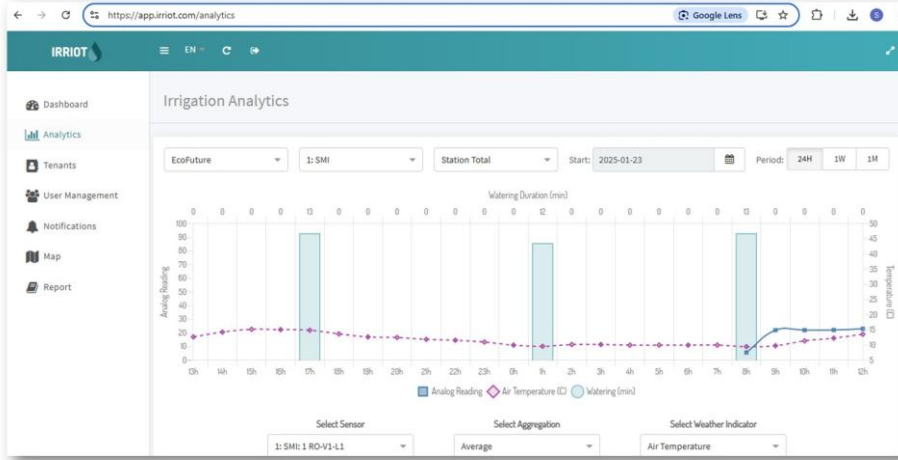 https://app.irriot.com/analytics
Google Lens
S
IRRIOT
EN
Irrigation Analytics
Dashboard
Analytics
Tenants
User Management
Notifications
Map
Report
EcoFuture 1: SMI Station Total Start: 2025-01-23 Period: 24H 1W 1M
Watering Duration (min)
0 0 0 0 13 0 0 0 0 0 0 0 12 0 0 0 0 0 0 13 0 0 0 0
Analog Reading
100
90
80
70
60
50
40
30
20
10
0
Temperature (C)
50
45
40
35
30
25
20
15
10
5
13h 14h 15h 16h 17h 18h 19h 20h 21h 22h 23h 0h 1h 2h 3h 4h 5h 6h 7h 8h 9h 10h 11h 12h
Analog Reading Air Temperature (C) Watering (min)
Select Sensor Select Aggregation Select Weather Indicator
1: SMI: 1 RO-V1-L1 Average Air Temperature